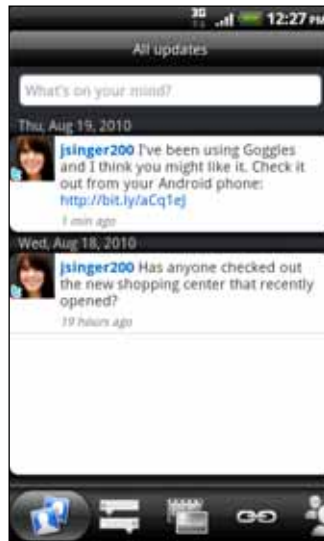 3G 12:27 PM
All updates
What's on your mind?
Thu, Aug 19, 2010
jsinger200 I've been using Goggles
and I think you might like it. Check it
out from your Android phone:
http://bit.ly/aCq1eJ
1 min ago
Wed, Aug 18, 2010
jsinger200 Has anyone checked out
the new shopping center that recently
opened?
19 hours ago